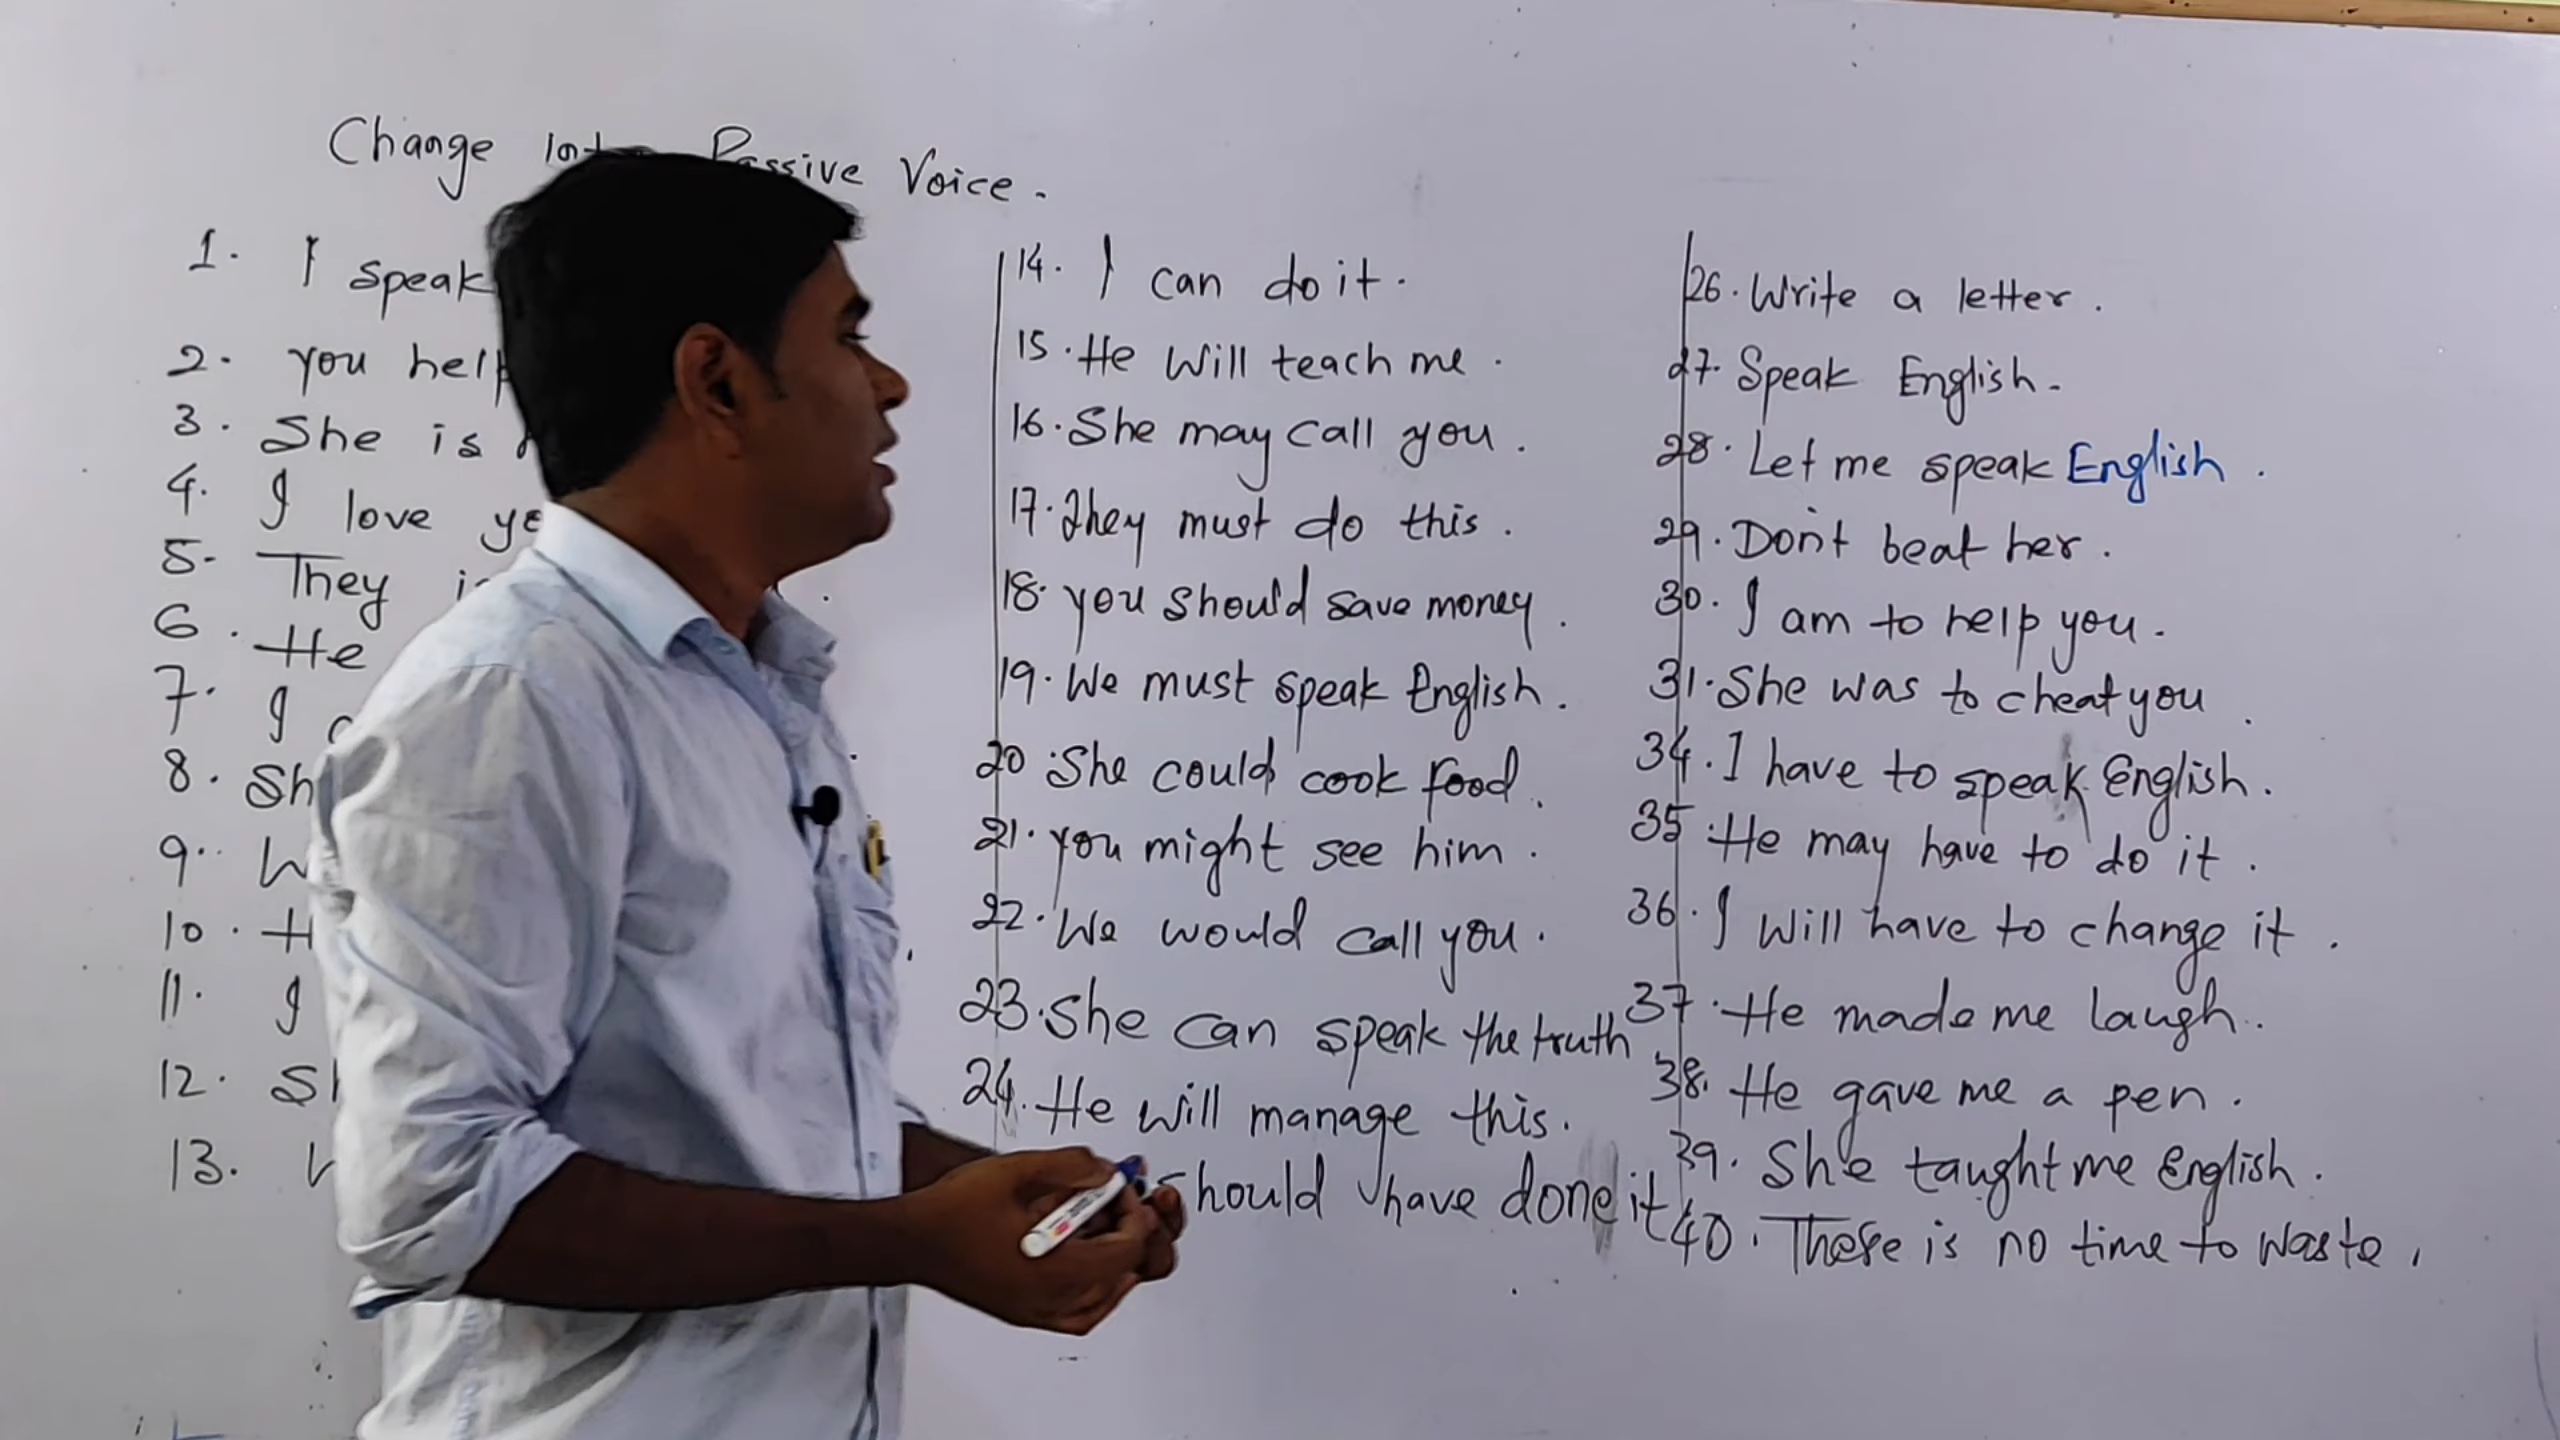 Change Into Passive Voice.
1. I speak
2. you help
3. She is
4. I love
5. They
6. He
7. I
8.
9.
10.
11. I
12.
13.
14. I can do it.
15. He will teach me.
16. She may call you.
17. They must do this.
18. you should save money.
19. We must speak English.
20. She could cook food.
21. you might see him.
22. We would call you.
23. She can speak the truth
24. He will manage this.
should have done it
26. Write a letter.
27. Speak English.
28. Let me speak English.
29. Don't beat her.
30. I am to help you.
31. She was to cheat you.
34. I have to speak English.
35. He may have to do it.
36. I will have to change it.
37. He made me laugh.
38. He gave me a pen.
39. She taught me English.
40. There is no time to waste.